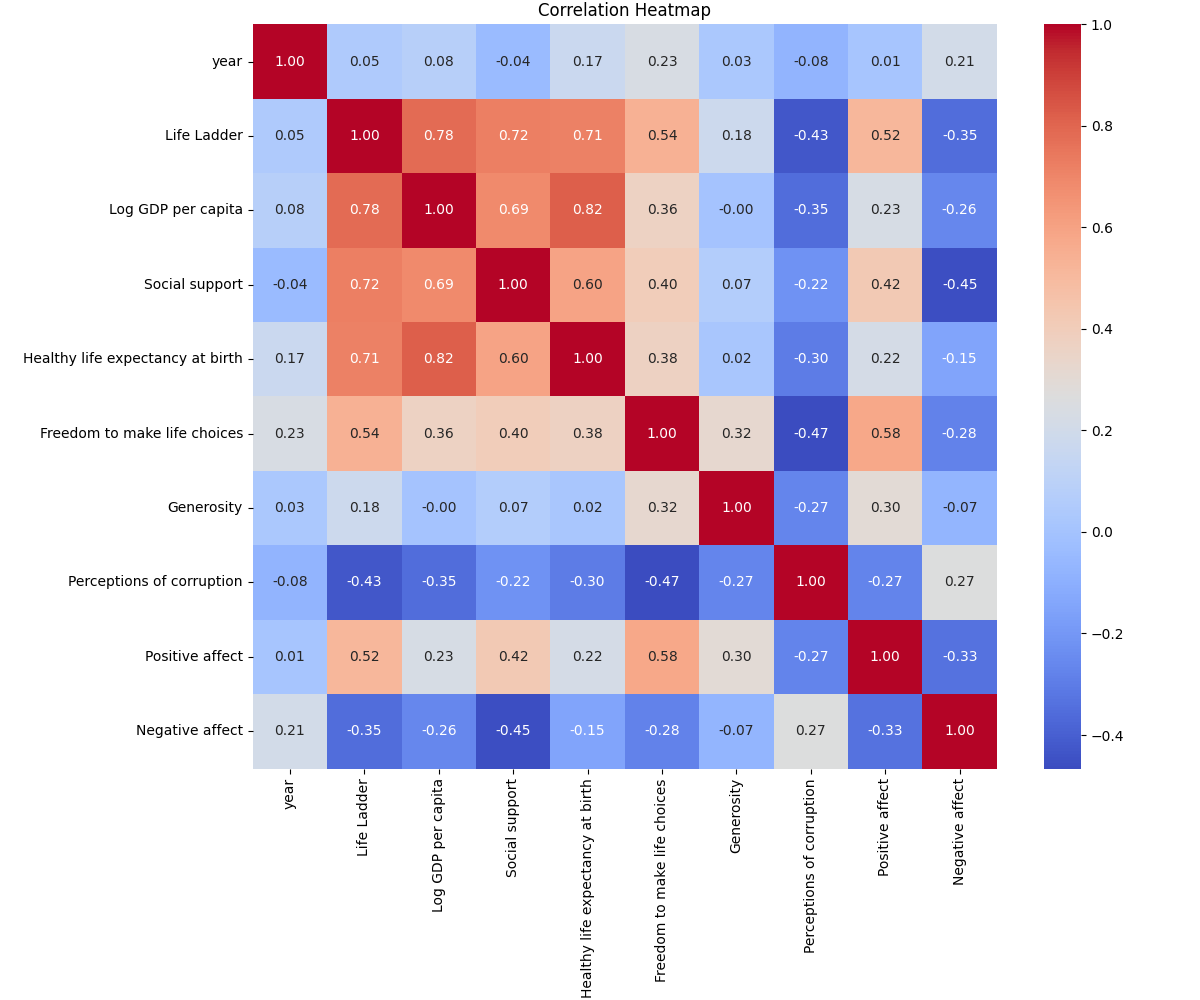 Correlation Heatmap
year 1.00 0.05 0.08 -0.04 0.17 0.23 0.03 -0.08 0.01 0.21
Life Ladder 0.05 1.00 0.78 0.72 0.71 0.54 0.18 -0.43 0.52 -0.35
Log GDP per capita 0.08 0.78 1.00 0.69 0.82 0.36 -0.00 -0.35 0.23 -0.26
Social support -0.04 0.72 0.69 1.00 0.60 0.40 0.07 -0.22 0.42 -0.45
Healthy life expectancy at birth 0.17 0.71 0.82 0.60 1.00 0.38 0.02 -0.30 0.22 -0.15
Freedom to make life choices 0.23 0.54 0.36 0.40 0.38 1.00 0.32 -0.47 0.58 -0.28
Generosity 0.03 0.18 -0.00 0.07 0.02 0.32 1.00 -0.27 0.30 -0.07
Perceptions of corruption -0.08 -0.43 -0.35 -0.22 -0.30 -0.47 -0.27 1.00 -0.27 0.27
Positive affect 0.01 0.52 0.23 0.42 0.22 0.58 0.30 -0.27 1.00 -0.33
Negative affect 0.21 -0.35 -0.26 -0.45 -0.15 -0.28 -0.07 0.27 -0.33 1.00
year
Life Ladder
Log GDP per capita
Social support
Healthy life expectancy at birth
Freedom to make life choices
Generosity
Perceptions of corruption
Positive affect
Negative affect
1.0
0.8
0.6
0.4
0.2
0.0
−0.2
−0.4